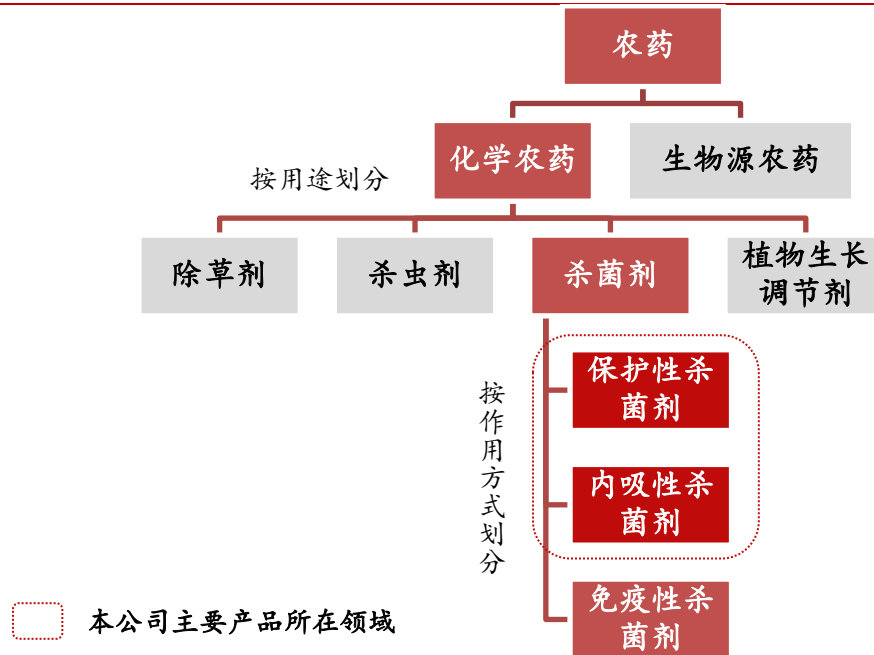 农药
化学农药
生物源农药
按用途划分
除草剂
杀虫剂
杀菌剂
植物生长
调节剂
按作用方式划分
保护性杀
菌剂
内吸性杀
菌剂
免疫性杀
菌剂
本公司主要产品所在领域